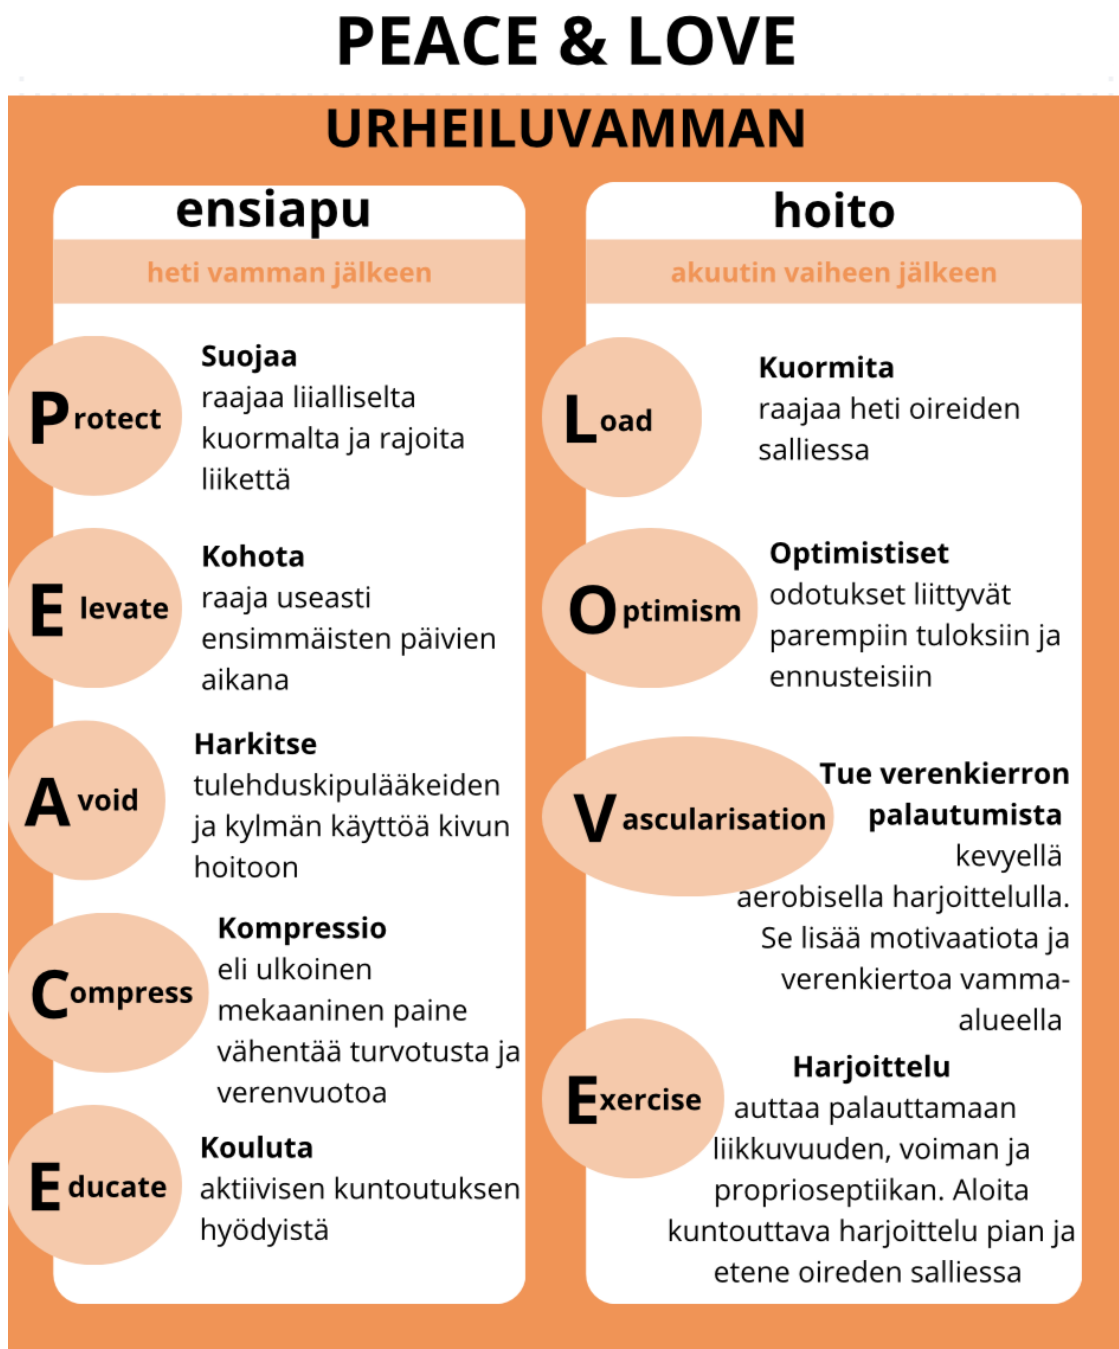 PEACE & LOVE
URHEILUVAMMAN
ensiapu
heti vamman jälkeen
Protect
Suojaa
raajaa liialliselta
kuormalta ja rajoita
liikettä
E levate
Kohota
raaja useasti
ensimmäisten päivien
aikana
A void
Harkitse
tulehduskipulääkeiden
ja kylmän käyttöä kivun
hoitoon
Compress
Kompressio
eli ulkoinen
mekaaninen paine
vähentää turvotusta ja
verenvuotoa
E ducate
Kouluta
aktiivisen kuntoutuksen
hyödyistä
hoito
akuutin vaiheen jälkeen
Load
Kuormita
raajaa heti oireiden
salliessa
Optimism
Optimistiset
odotukset liittyvät
parempiin tuloksiin ja
ennusteisiin
V ascularisation
Tue verenkierron
palautumista
kevyellä
aerobisella harjoittelulla.
Se lisää motivaatiota ja
verenkiertoa vamma-
alueella
Exercise
Harjoittelu
auttaa palauttamaan
liikkuvuuden, voiman ja
proprioseptiikan. Aloita
kuntouttava harjoittelu pian ja
etene oireden salliessa